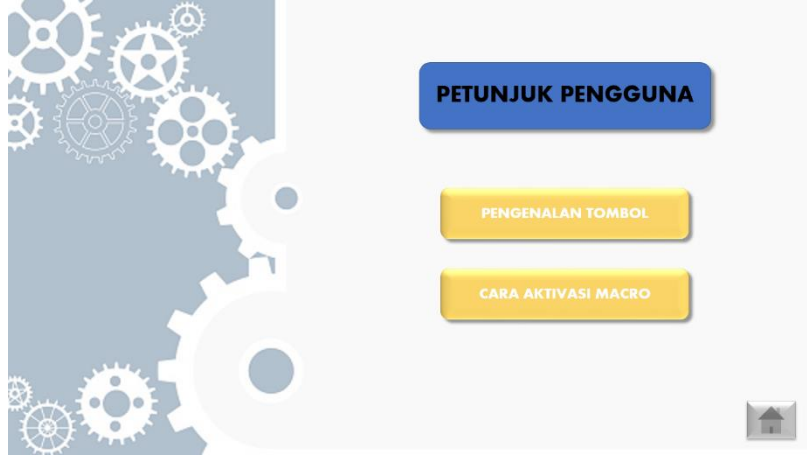 PETUNJUK PENGGUNA
PENGENALAN TOMBOL
CARA AKTIVASI MACRO